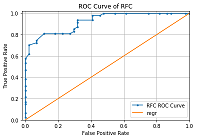 ROC Curve of RFC
1.0
0.8
0.6
0.4
0.2
0.0
True Positive Rate
0.0 0.2 0.4 0.6 0.8 1.0
False Positive Rate
RFC ROC Curve
regr